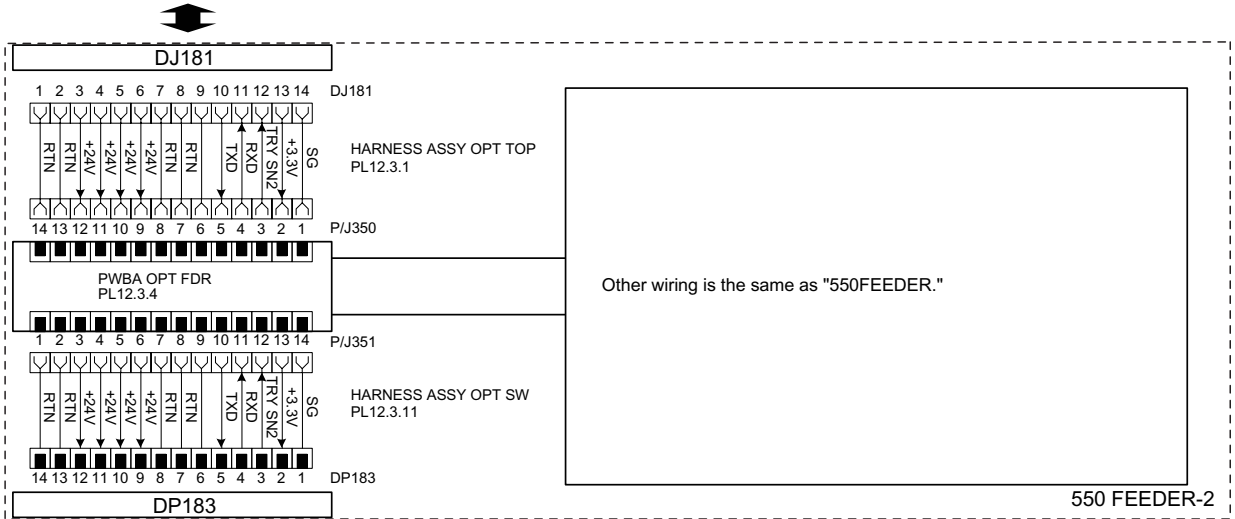 DJ181
1 2 3 4 5 6 7 8 9 10 11 12 13 14 DJ181
RTN RTN +24V +24V +24V +24V RTN RTN TXD RXD TRY SN2 +3.3V SG
HARNESS ASSY OPT TOP
PL12.3.1
14 13 12 11 10 9 8 7 6 5 4 3 2 1 P/J350
PWBA OPT FDR
PL12.3.4
Other wiring is the same as "550FEEDER."
1 2 3 4 5 6 7 8 9 10 11 12 13 14 P/J351
RTN RTN +24V +24V +24V +24V RTN RTN TXD RXD TRY SN2 +3.3V SG
HARNESS ASSY OPT SW
PL12.3.11
14 13 12 11 10 9 8 7 6 5 4 3 2 1 DP183
DP183
550 FEEDER-2